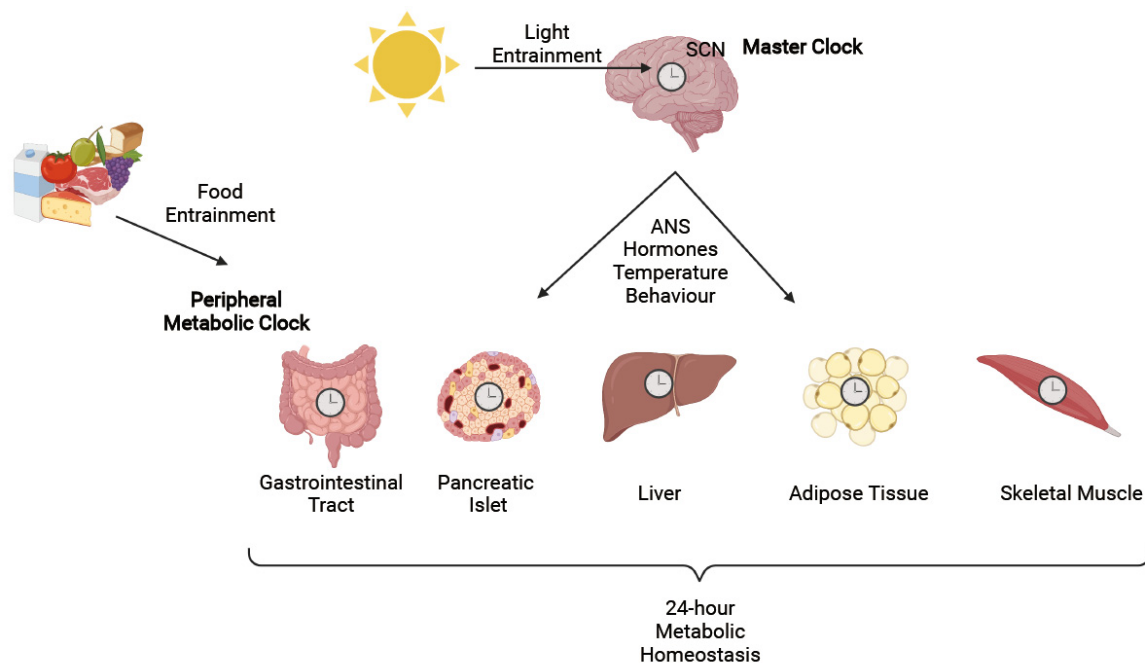 Light
Entrainment
SCN
Master Clock
Food
Entrainment
ANS
Hormones
Temperature
Behaviour
Peripheral
Metabolic Clock
Gastrointestinal
Tract
Pancreatic
Islet
Liver
Adipose Tissue
Skeletal Muscle
24-hour
Metabolic
Homeostasis